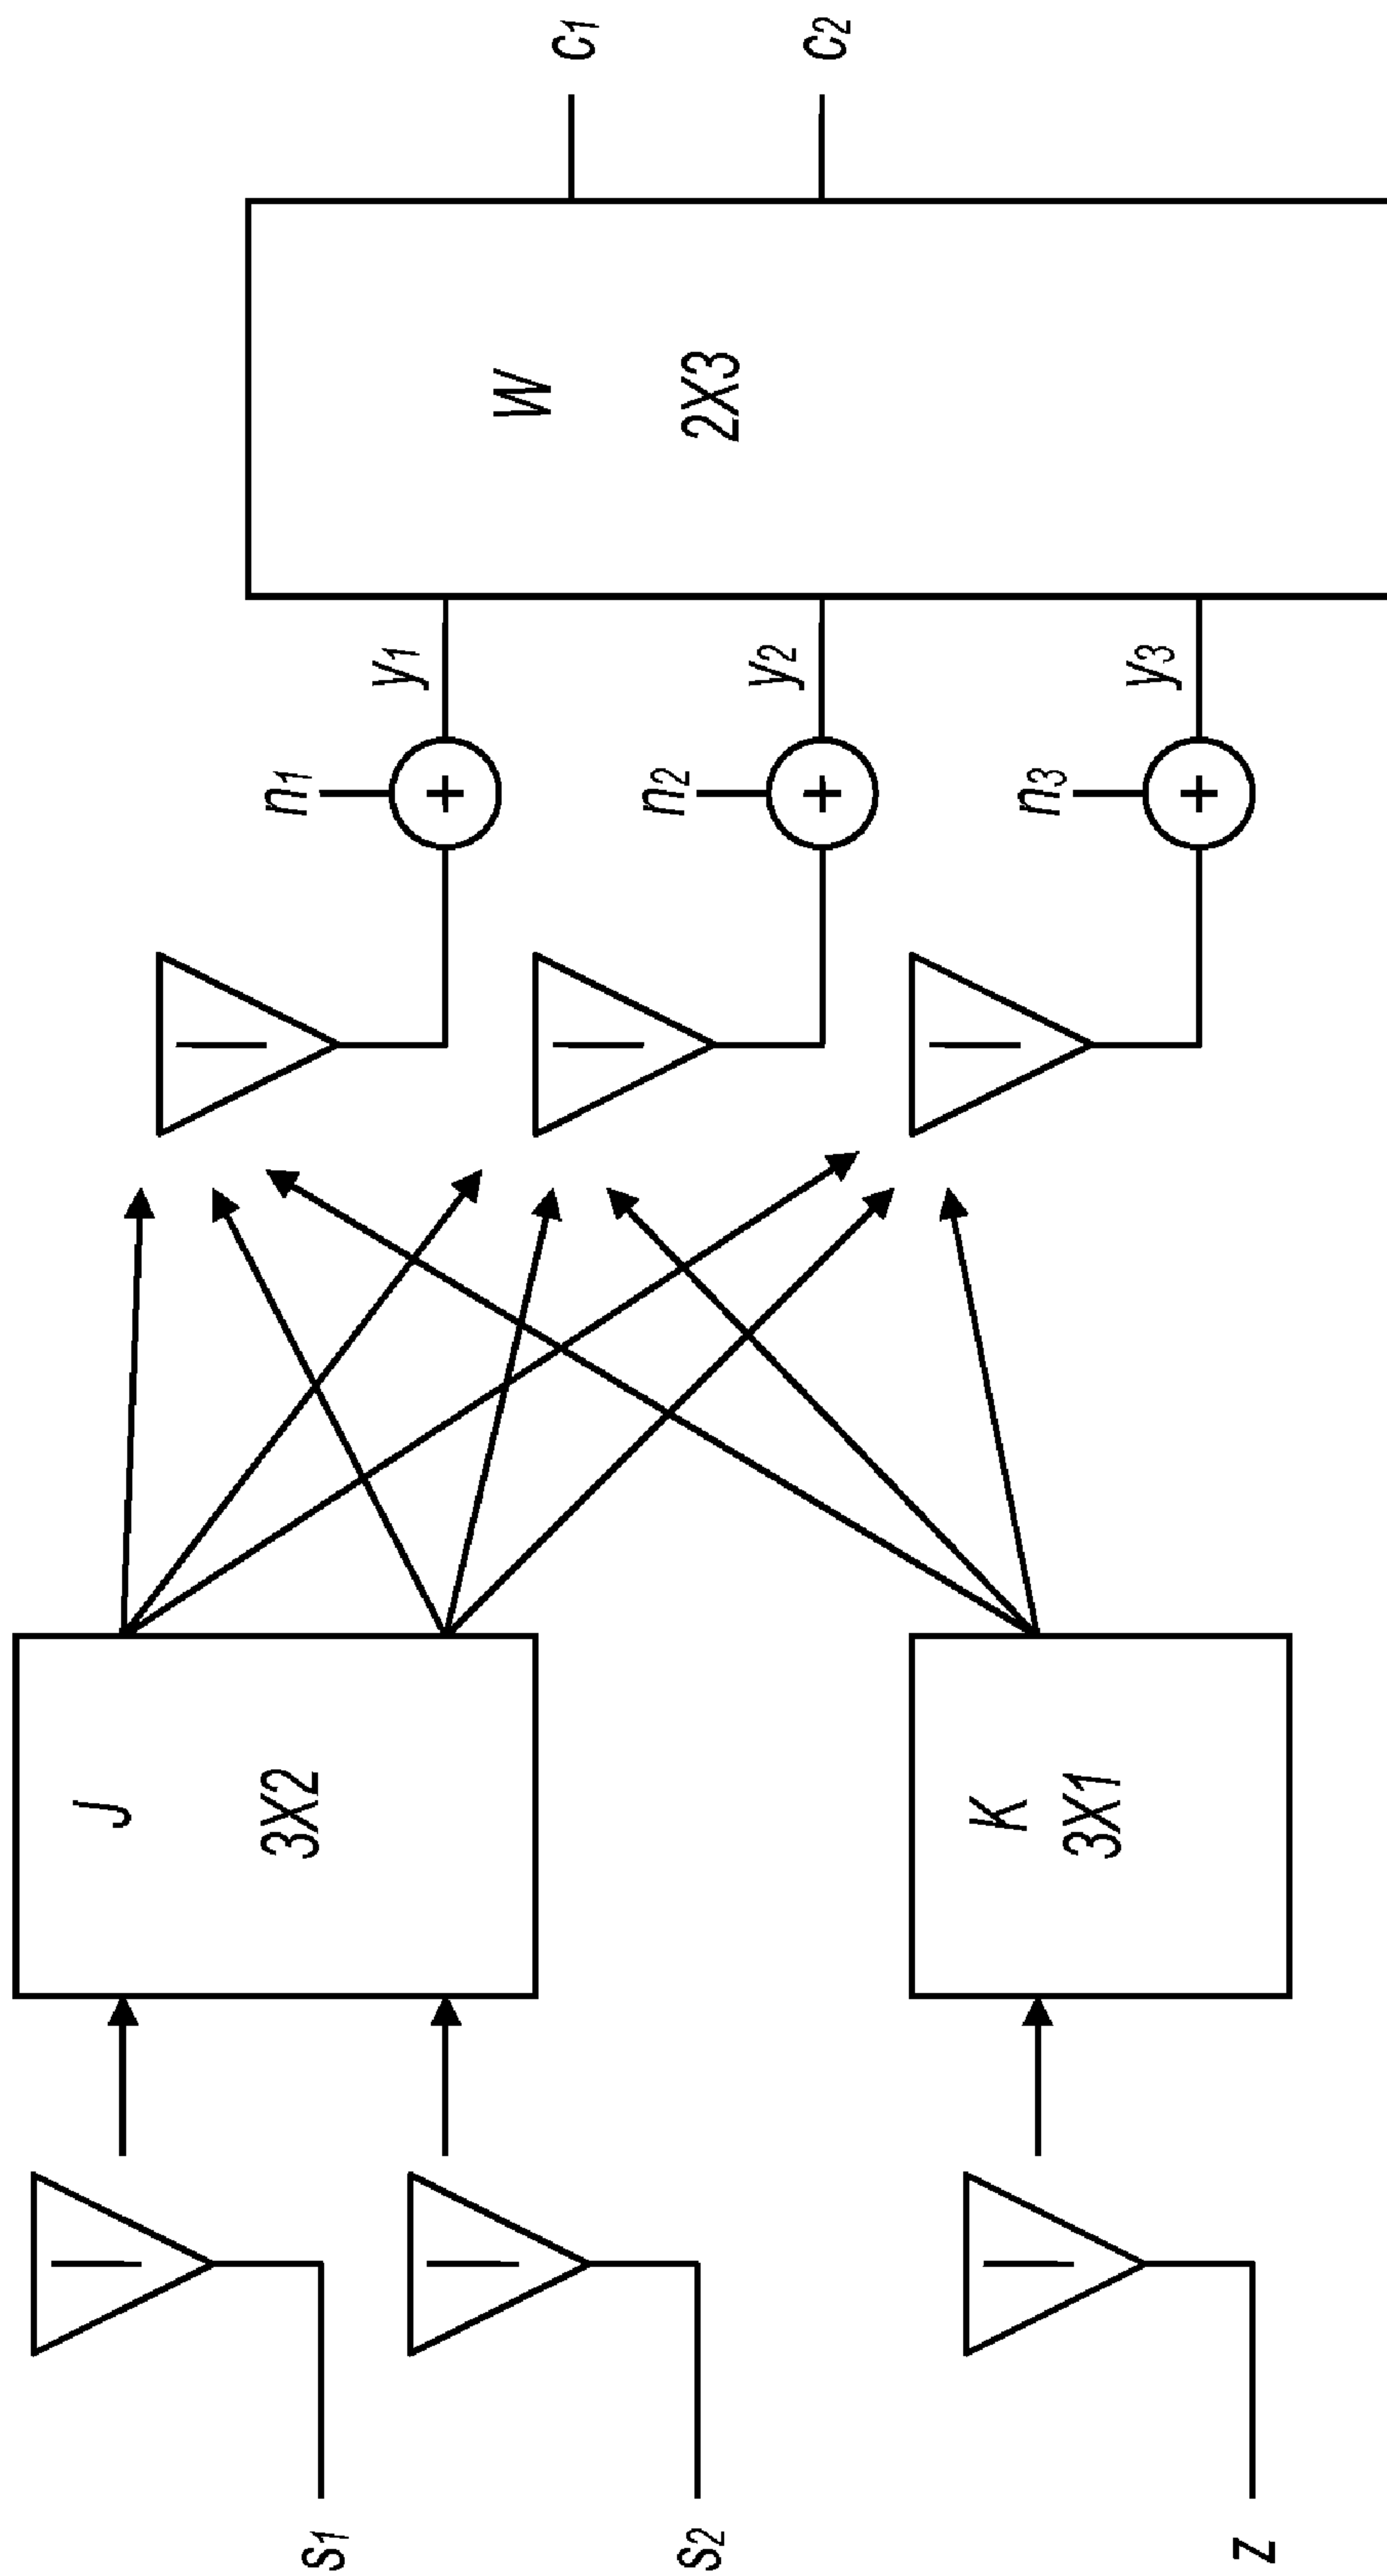 s1
s2
z
J
3X2
K
3X1
n1
n2
n3
+
+
+
y1
y2
y3
W
2X3
c1
c2